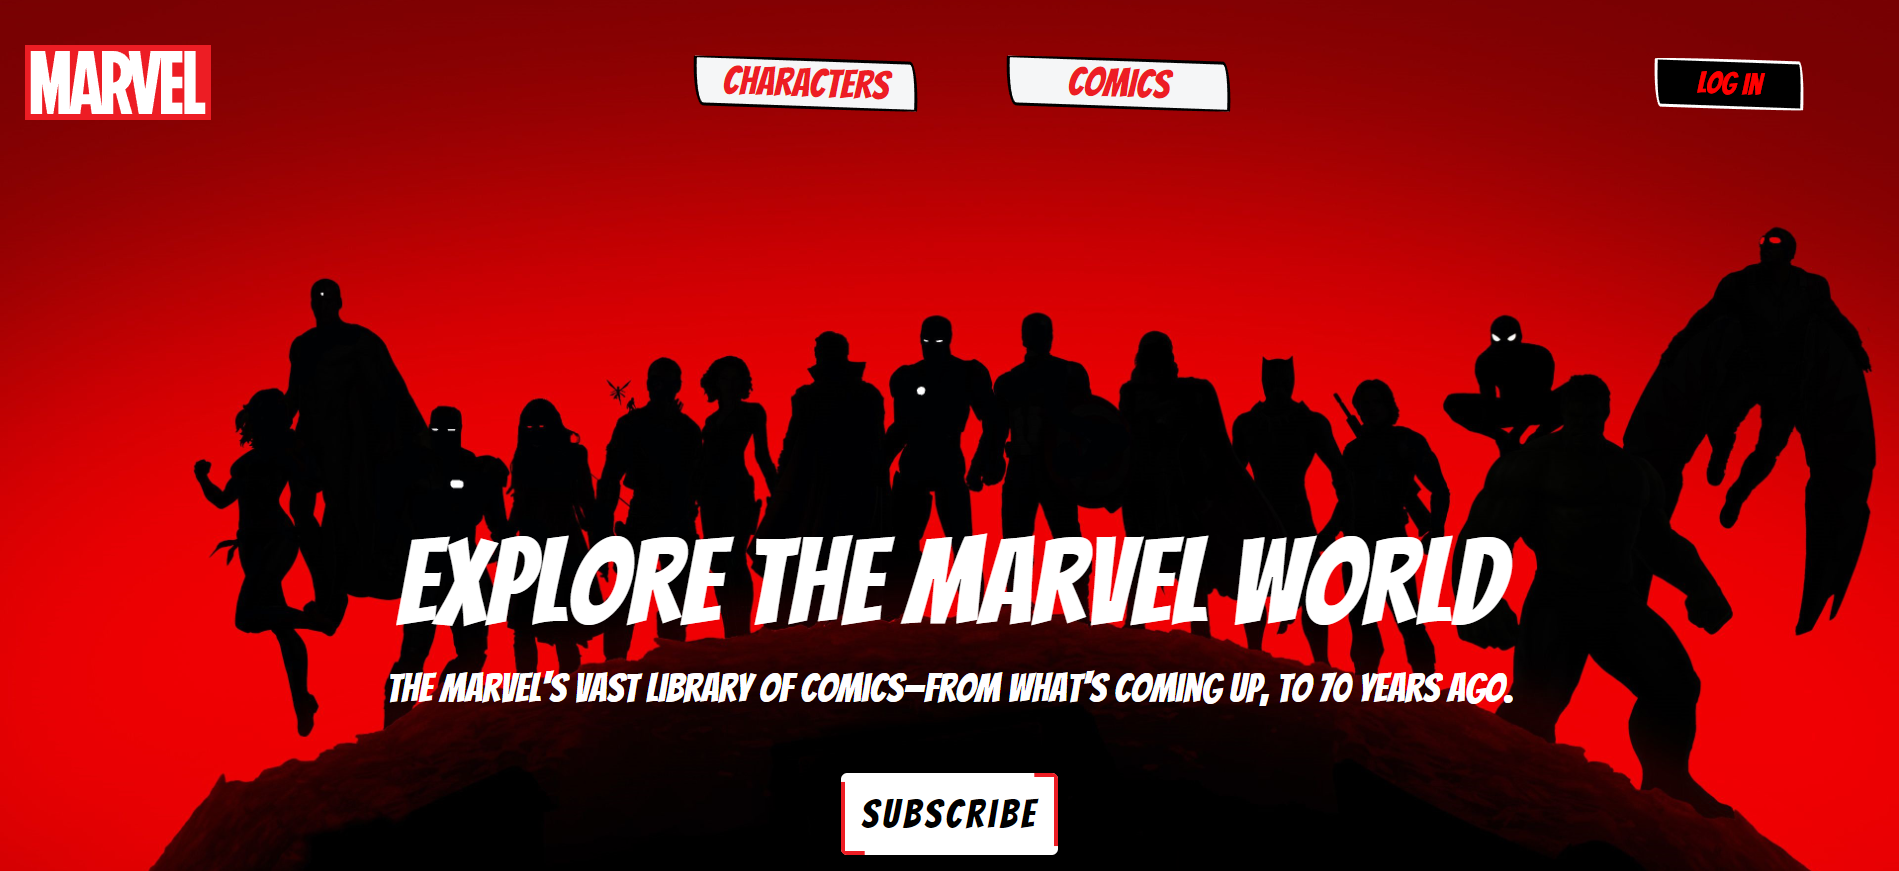 MARVEL
CHARACTERS
COMICS
LOG IN
EXPLORE THE MARVEL WORLD
THE MARVEL'S VAST LIBRARY OF COMICS—FROM WHAT'S COMING UP, TO 70 YEARS AGO.
SUBSCRIBE